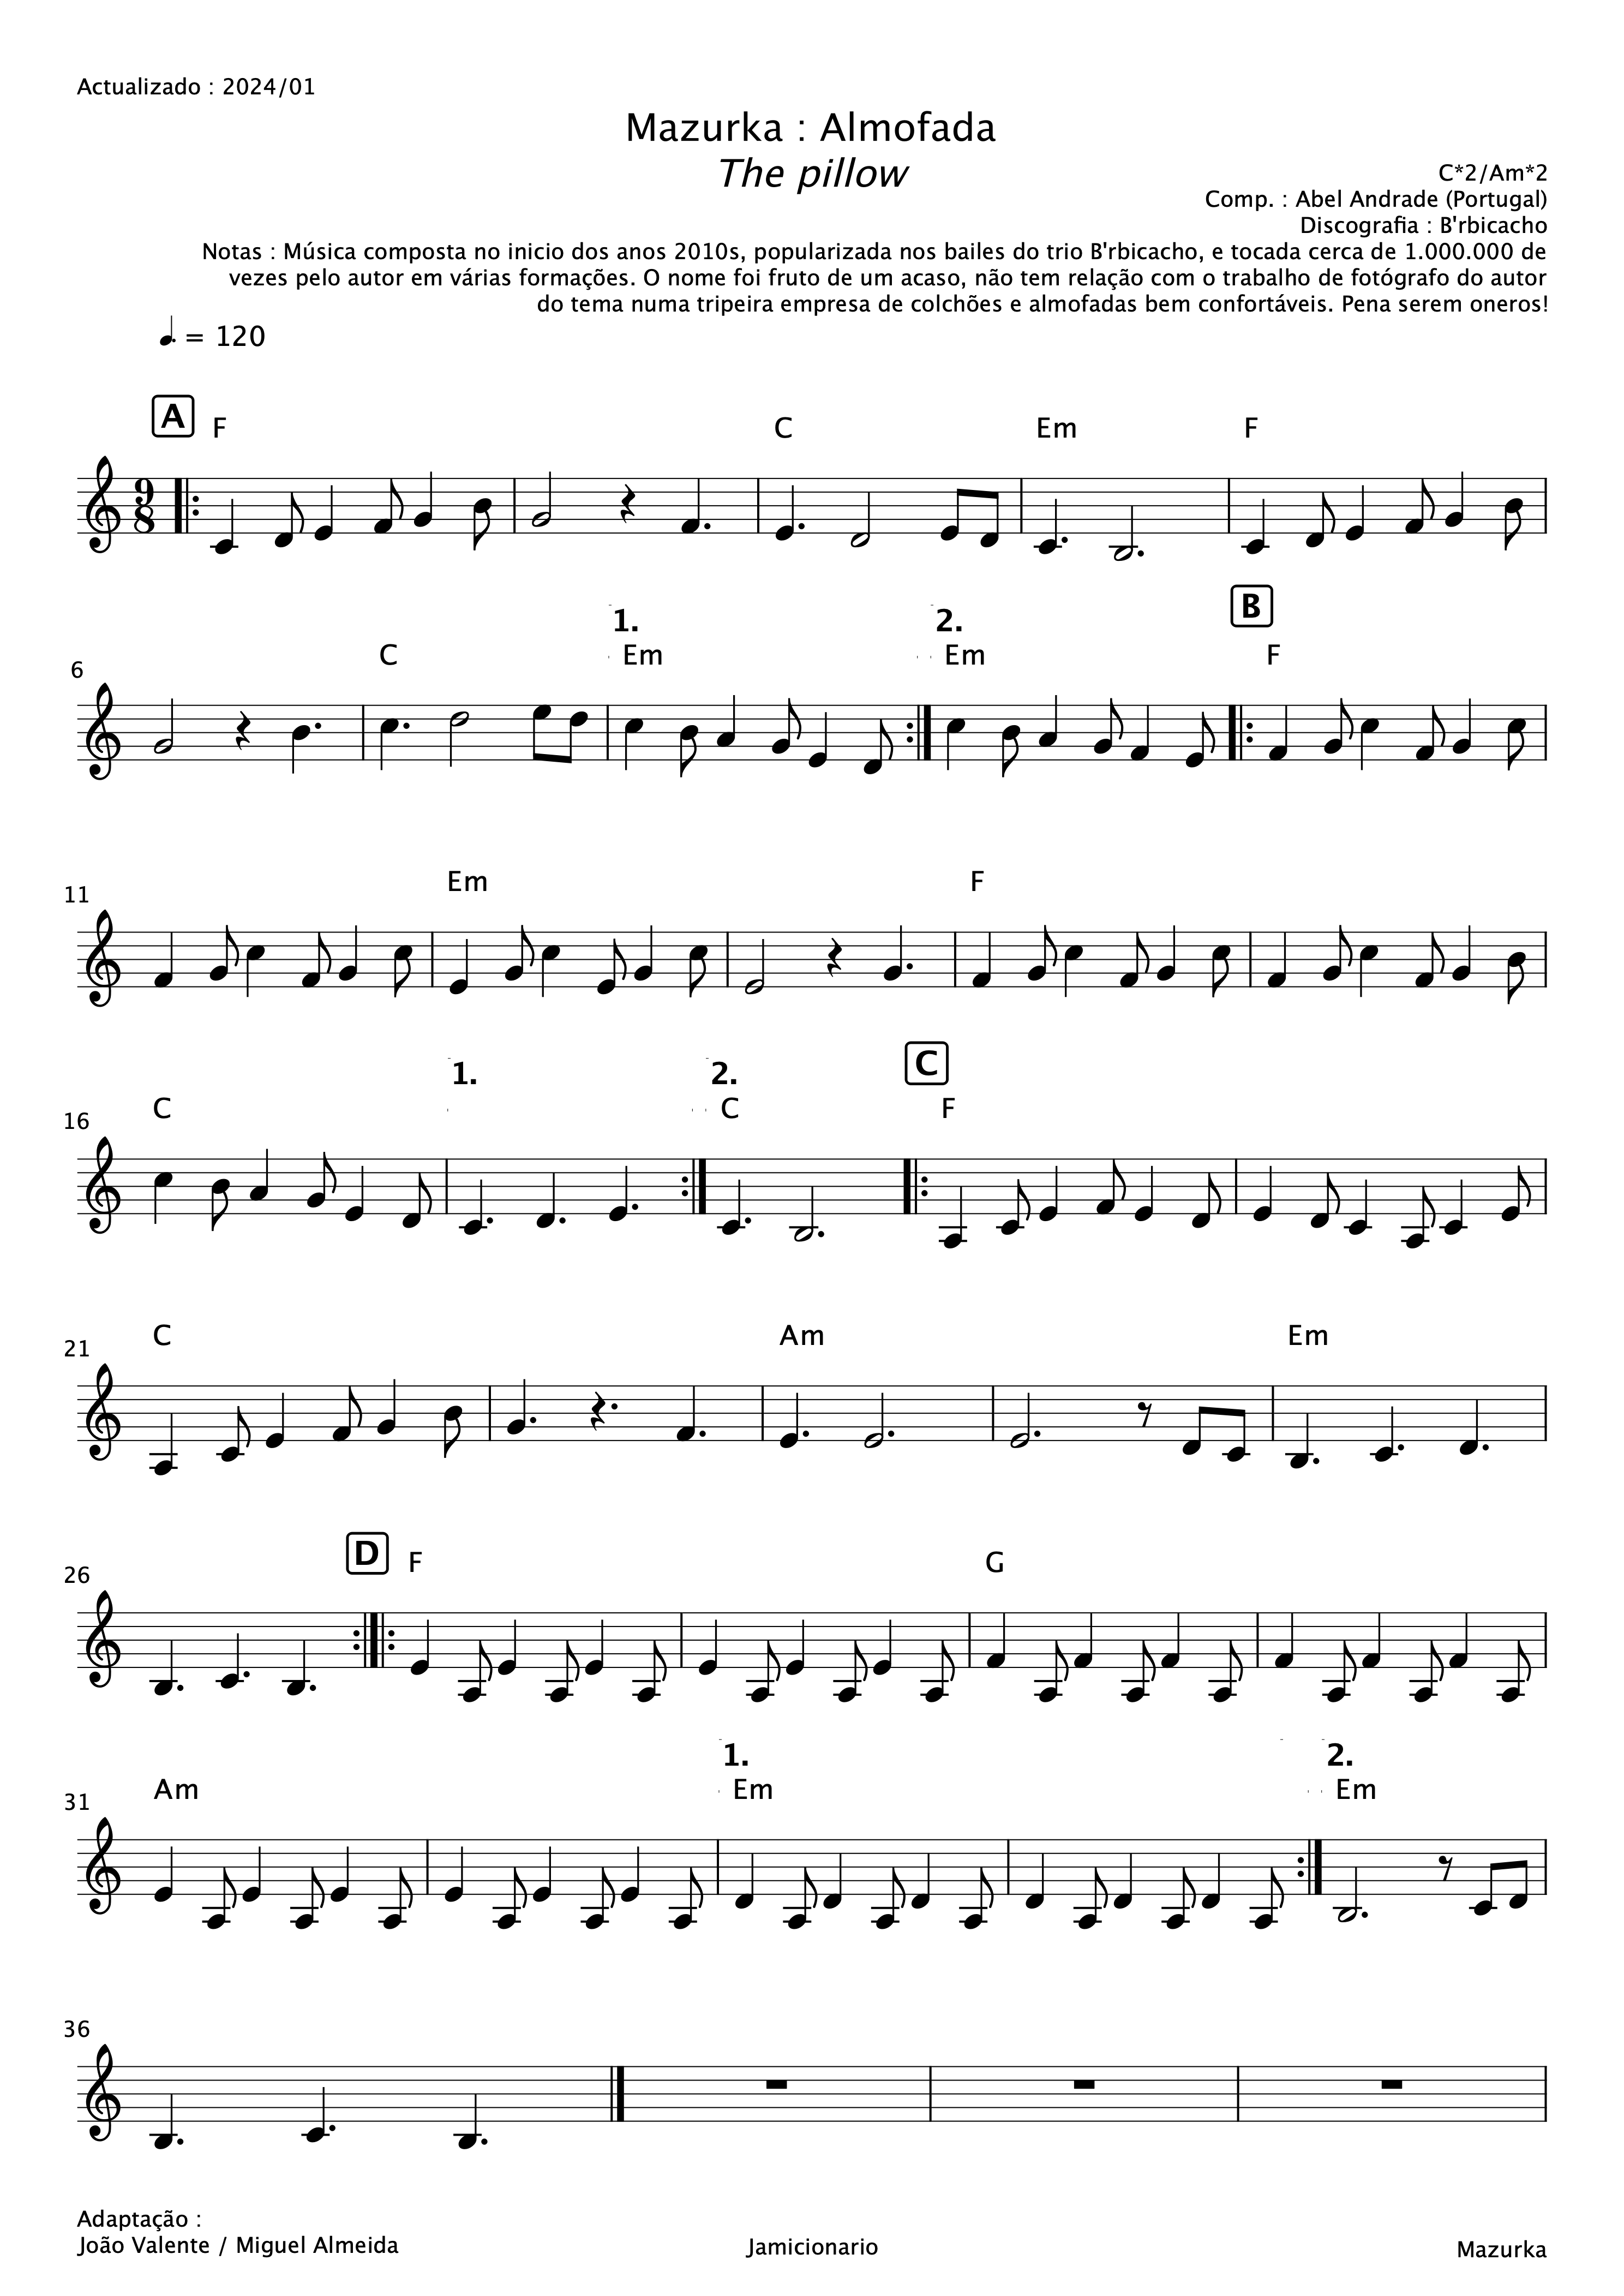 Actualizado : 2024/01
Mazurka : Almofada
The pillow
C*2/Am*2
Comp. : Abel Andrade (Portugal)
Discografia : B'rbicacho
Notas : Música composta no inicio dos anos 2010s, popularizada nos bailes do trio B'rbicacho, e tocada cerca de 1.000.000 de
vezes pelo autor em várias formações. O nome foi fruto de um acaso, não tem relação com o trabalho de fotógrafo do autor
do tema numa tripeira empresa de colchões e almofadas bem confortáveis. Pena serem oneros!
= 120
A F C Em F
9
8
1. 2. B
6 C Em Em F
11 Em F
1. 2. C
16 C C F
21 C Am Em
26 D F G
1. 2.
31 Am Em Em
36
Adaptação :
João Valente / Miguel Almeida
Jamicionario
Mazurka